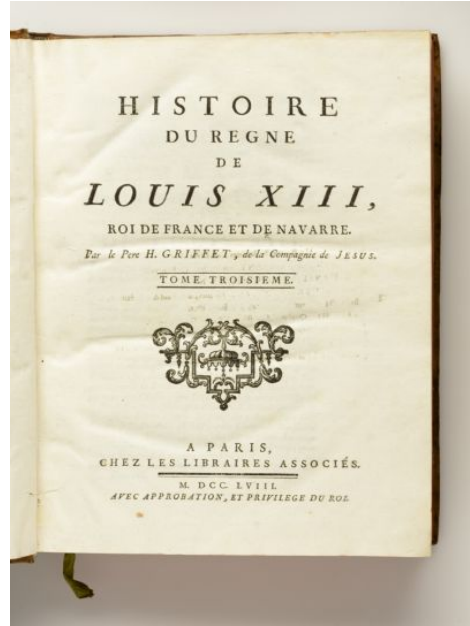 HISTOIRE
DU REGNE
DE
LOUIS XIII,
ROI DE FRANCE ET DE NAVARRE.
Par le Pere H. GRIFFET, de la Compagnie de JESUS.
TOME TROISIEME.
A PARIS,
CHEZ LES LIBRAIRES ASSOCIÉS.
M. DCC. LVIII.
AVEC APPROBATION, ET PRIVILEGE DU ROI.